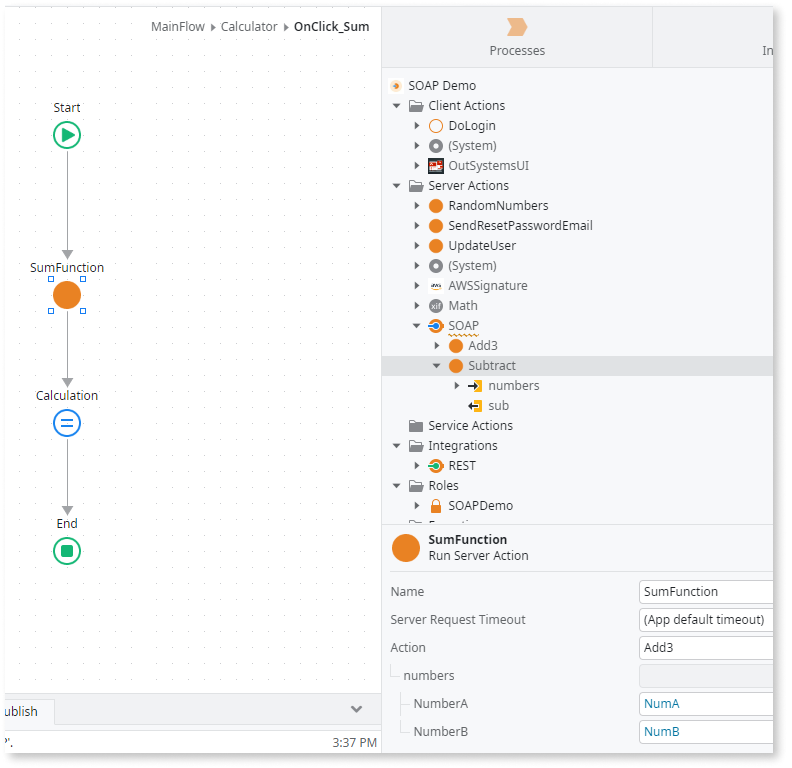 MainFlow Calculator OnClick_Sum
Start
SumFunction
Calculation
End
ublish
'.
3:37 PM
Processes
In
SOAP Demo
Client Actions
DoLogin
(System)
OutSystemsUI
Server Actions
RandomNumbers
SendResetPasswordEmail
UpdateUser
(System)
AWSSignature
xif Math
SOAP
Add3
Subtract
numbers
sub
Service Actions
Integrations
REST
Roles
SOAPDemo
SumFunction
Run Server Action
Name SumFunction
Server Request Timeout (App default timeout)
Action Add3
numbers
NumberA NumA
NumberB NumB